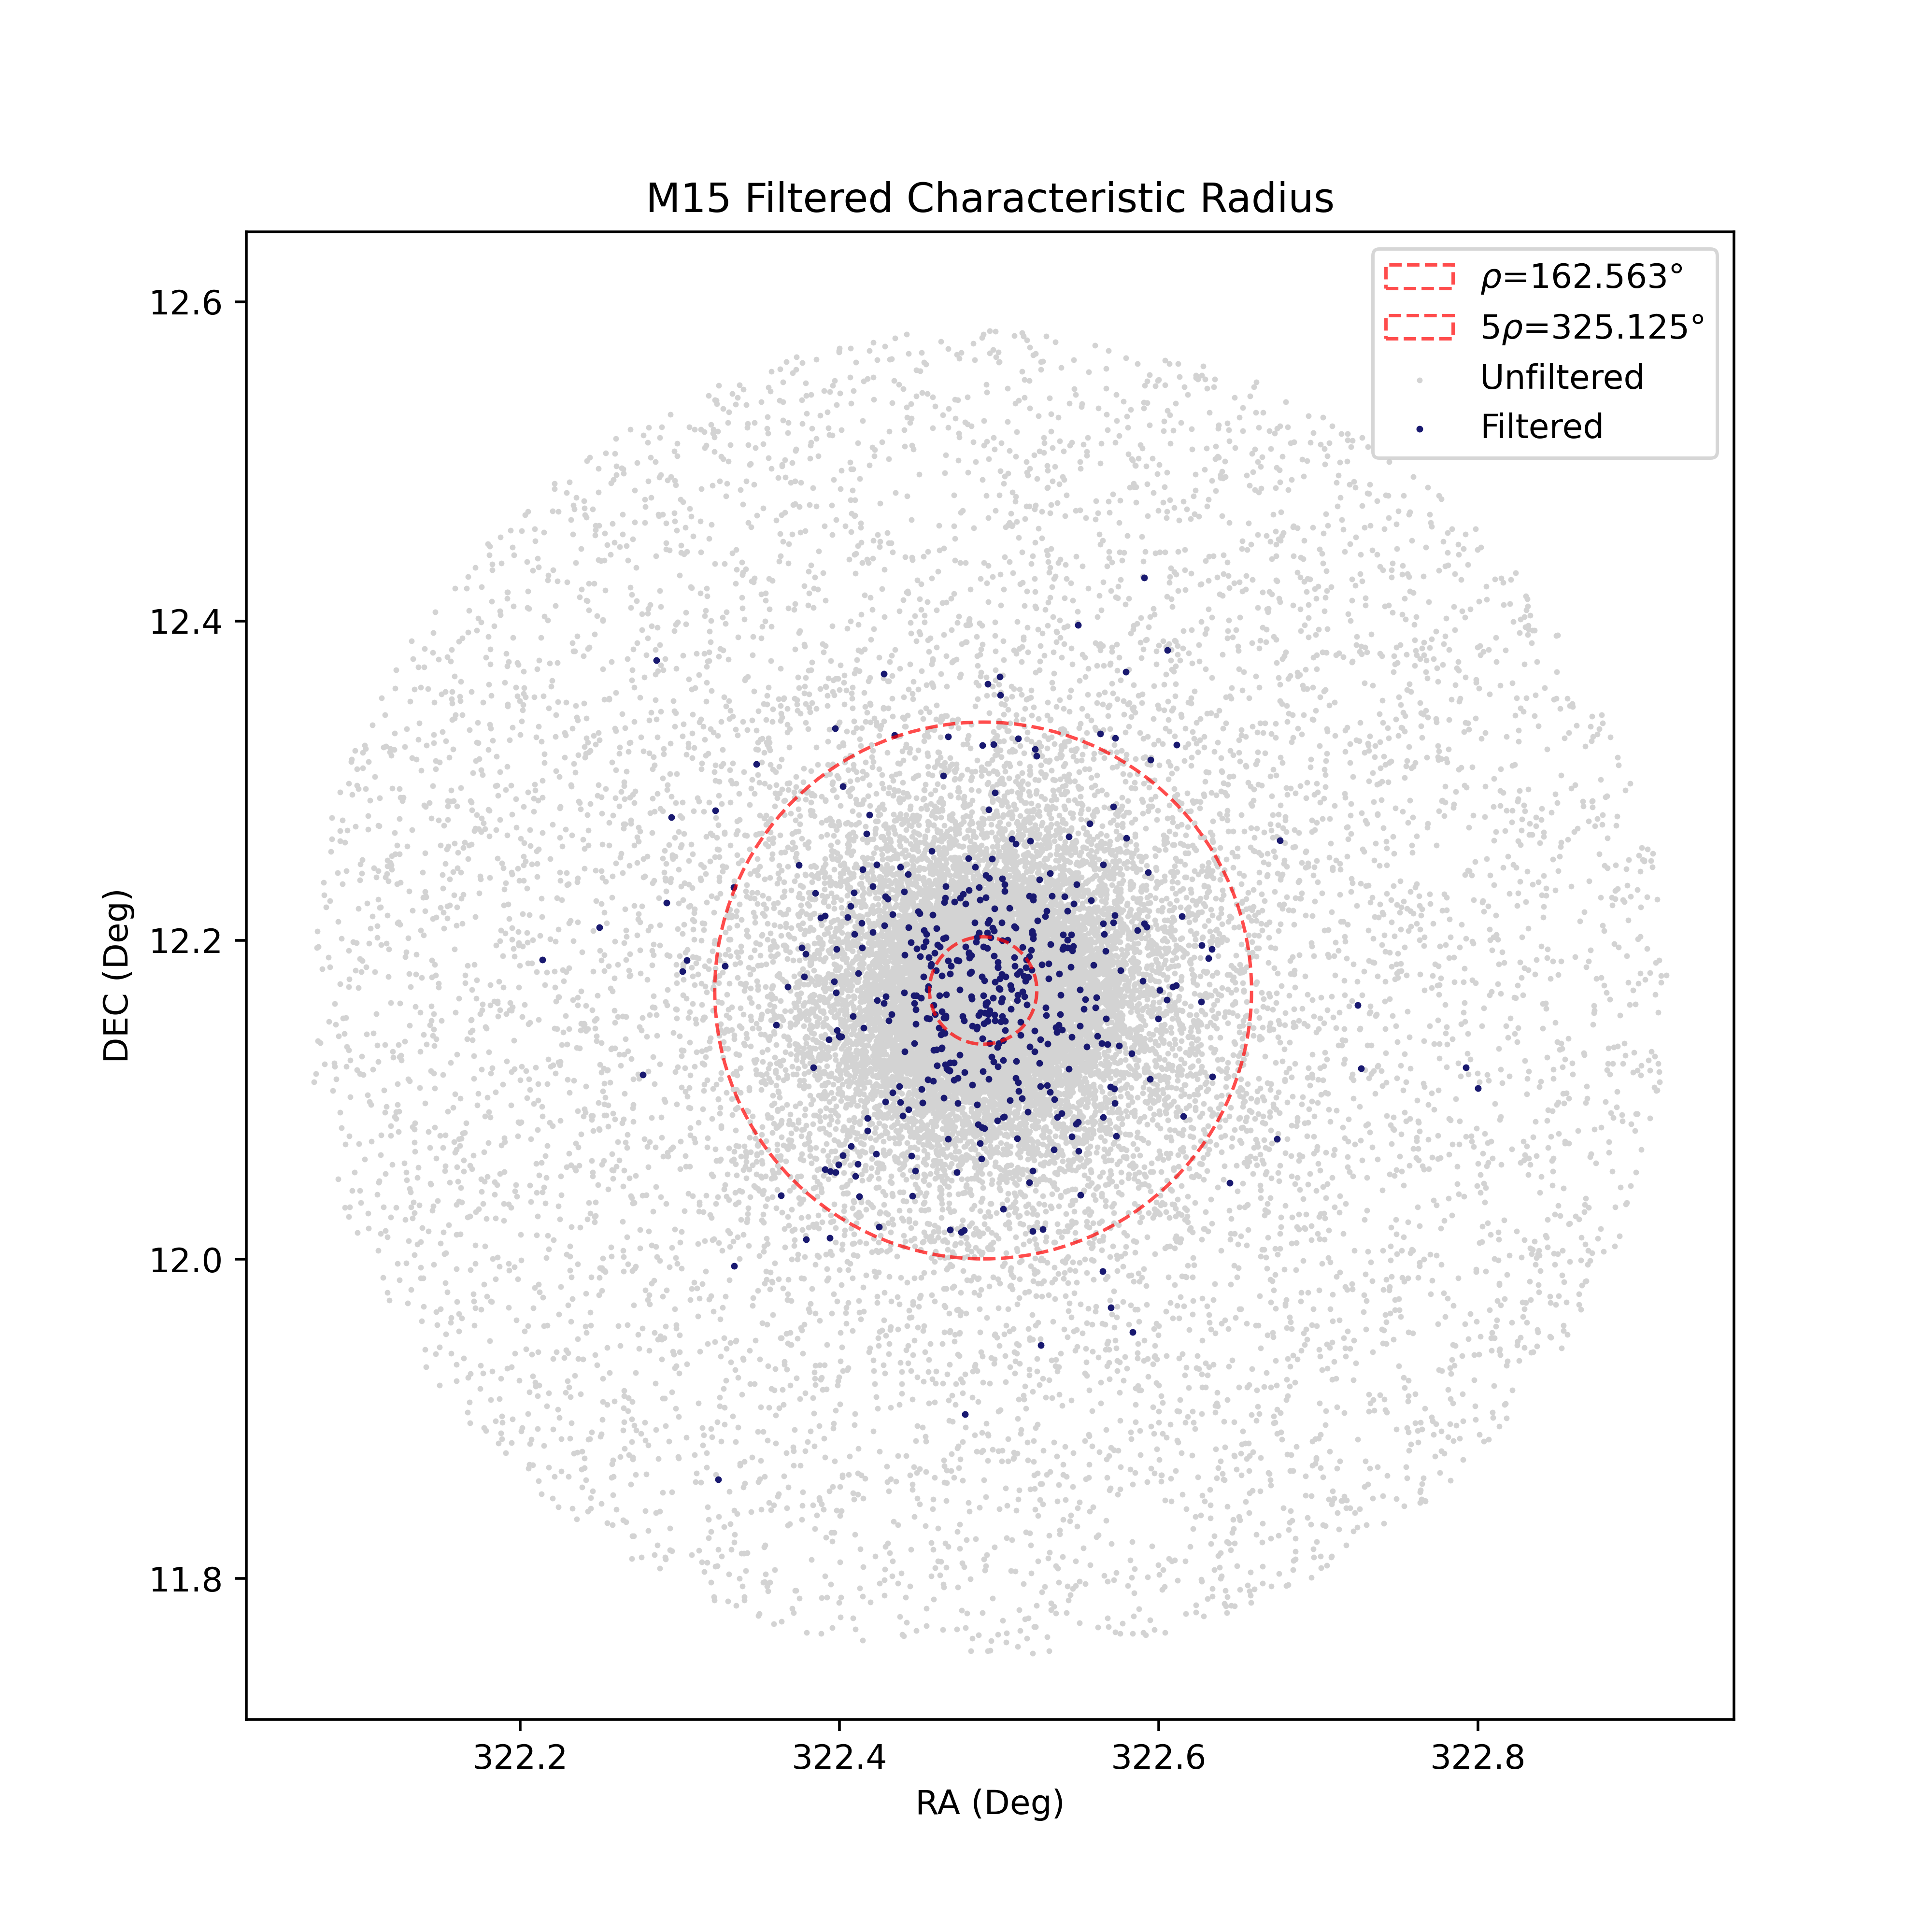 M15 Filtered Characteristic Radius
ρ=162.563°
5ρ=325.125°
Unfiltered
Filtered
12.6
12.4
12.2
12.0
11.8
DEC (Deg)
322.2
322.4
322.6
322.8
RA (Deg)